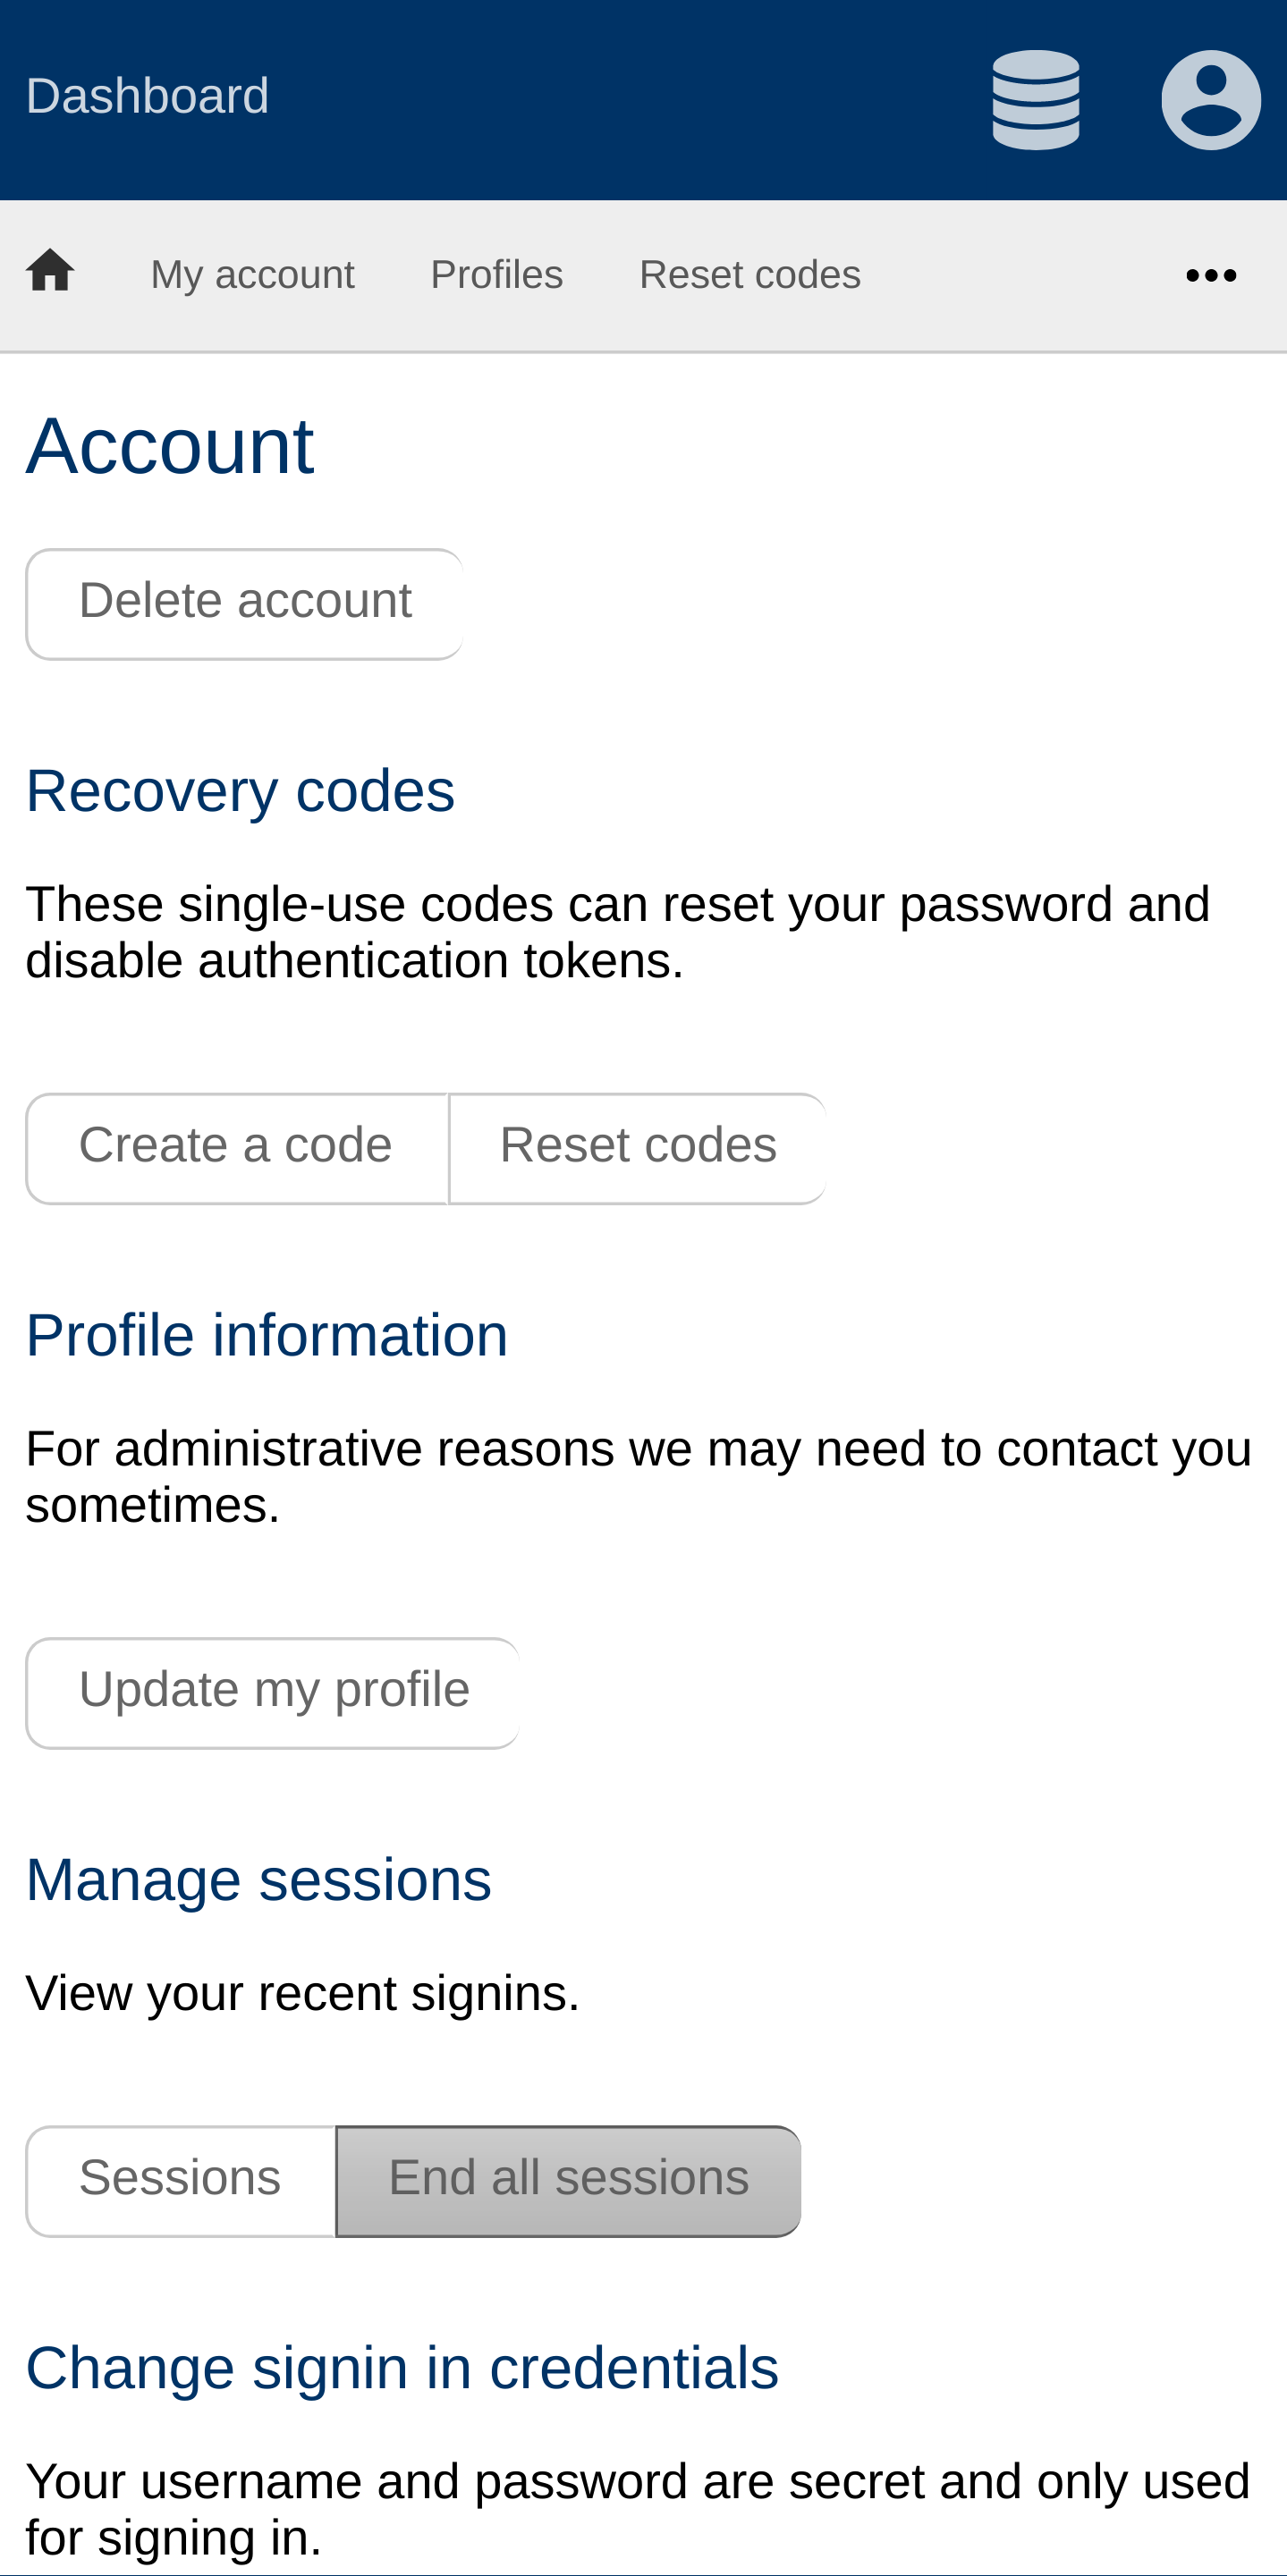 Dashboard
My account Profiles Reset codes
Account
Delete account
Recovery codes
These single-use codes can reset your password and
disable authentication tokens.
Create a code Reset codes
Profile information
For administrative reasons we may need to contact you
sometimes.
Update my profile
Manage sessions
View your recent signins.
Sessions End all sessions
Change signin in credentials
Your username and password are secret and only used
for signing in.